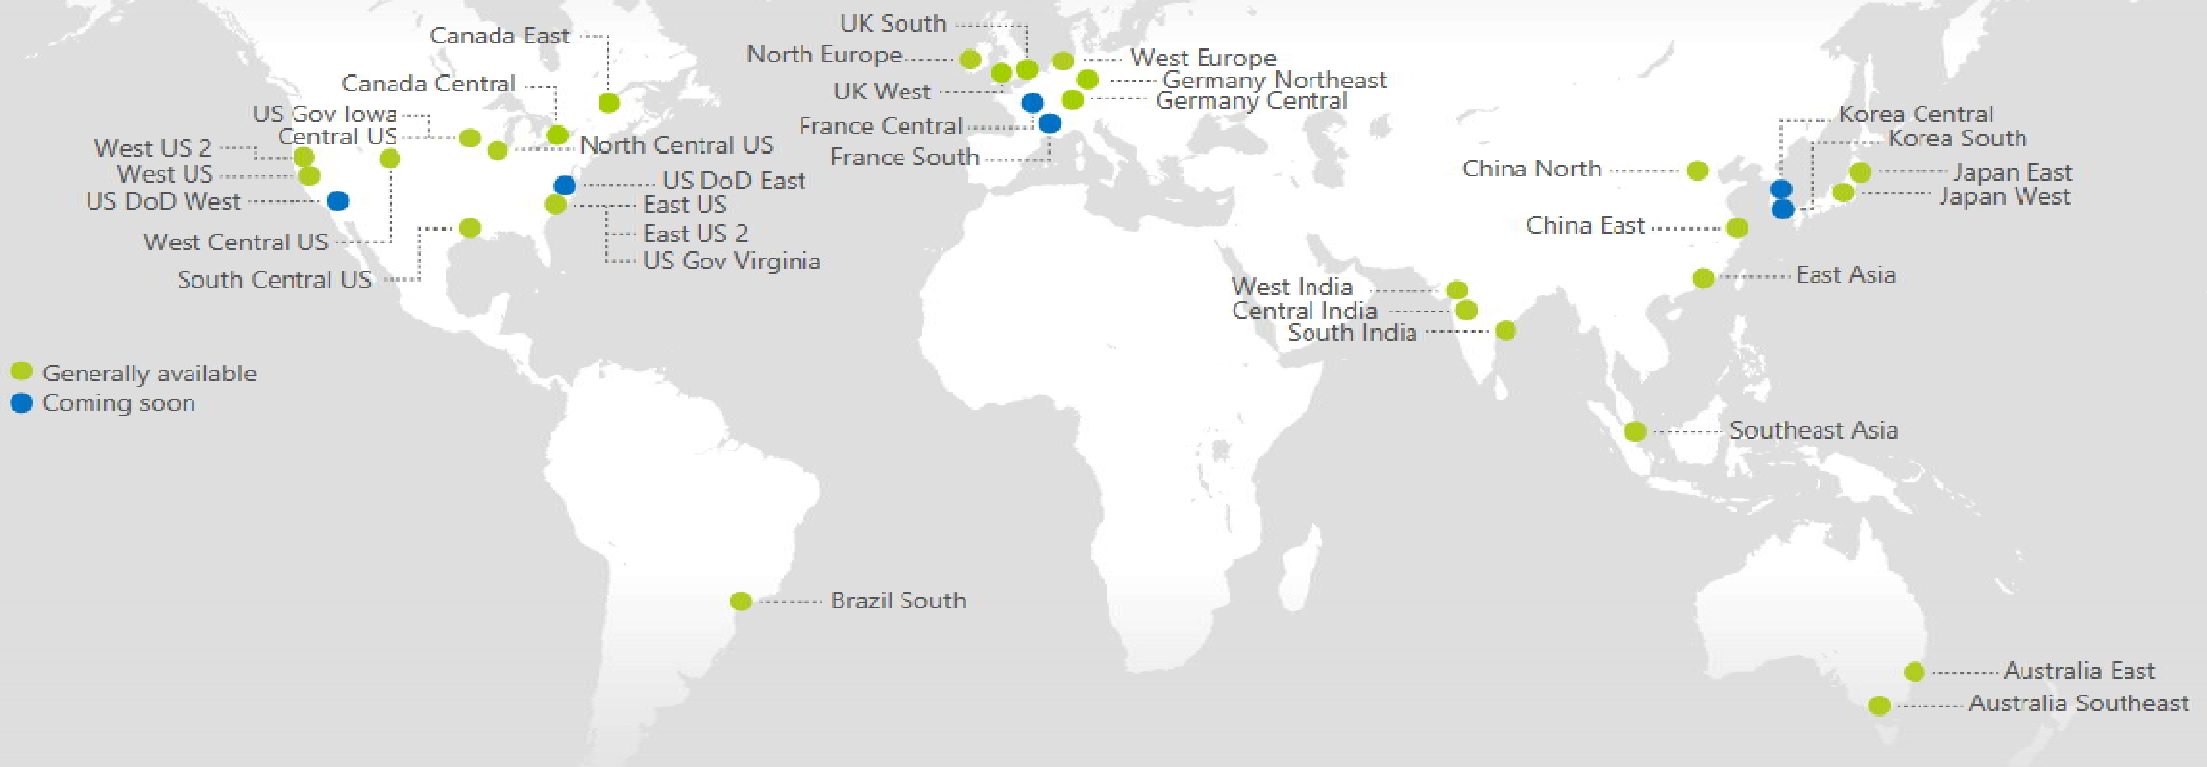 Canada East
Canada Central
US Gov Iowa
Central US
West US 2
West US
US DoD West
West Central US
South Central US
North Central US
US DoD East
East US
East US 2
US Gov Virginia
Generally available
Coming soon
Brazil South
UK South
North Europe
UK West
France Central
France South
West Europe
Germany Northeast
Germany Central
Korea Central
Korea South
China North
Japan East
Japan West
China East
East Asia
West India
Central India
South India
Southeast Asia
Australia East
Australia Southeast